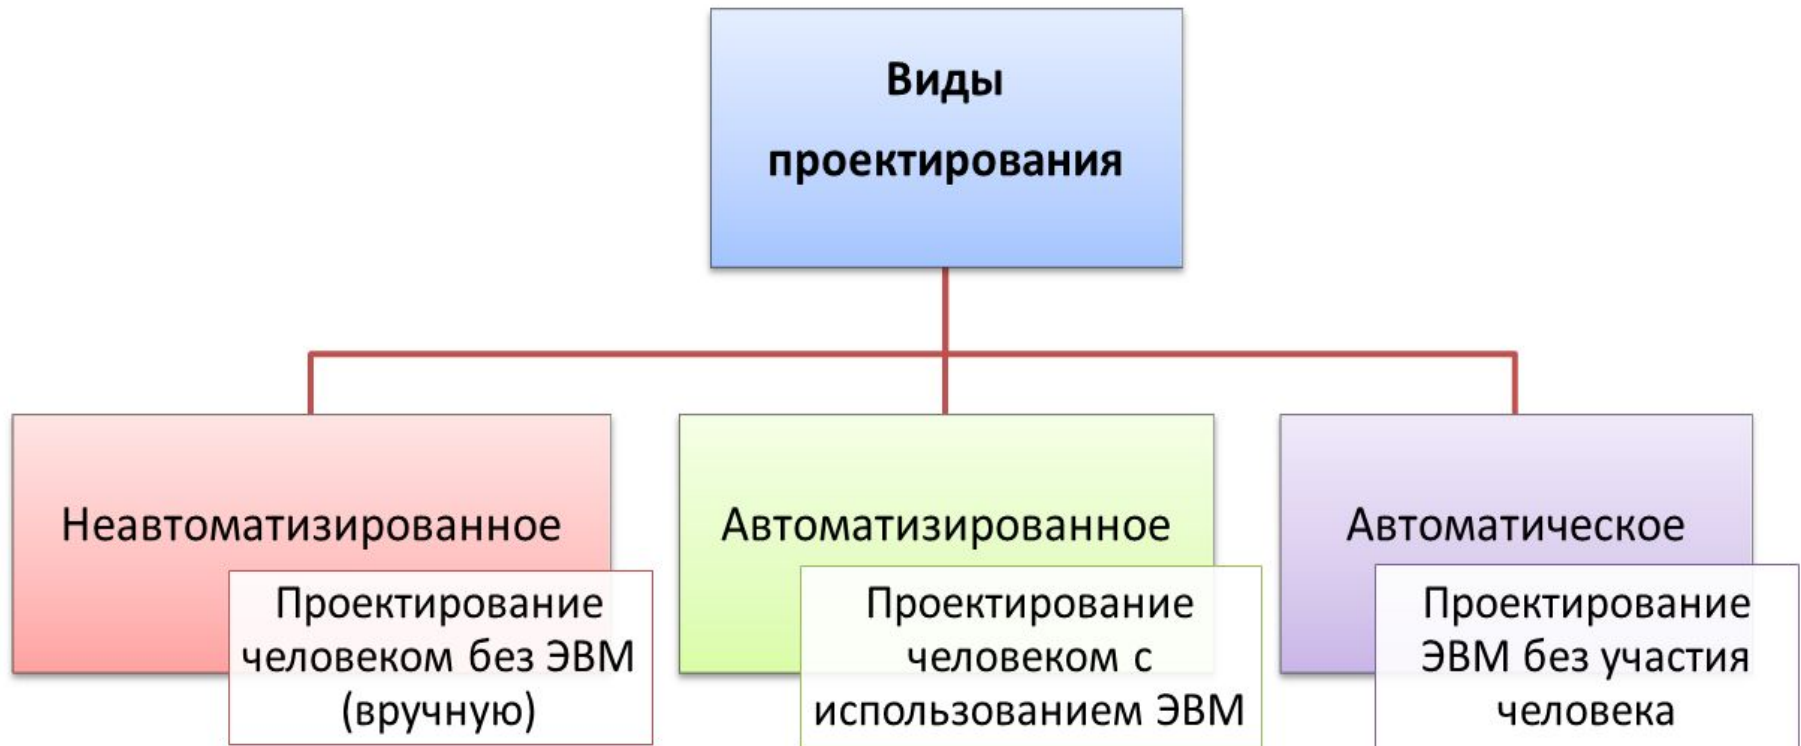 Виды
проектирования
Неавтоматизированное
Проектирование
человеком без ЭВМ
(вручную)
Автоматизированное
Проектирование
человеком с
использованием ЭВМ
Автоматическое
Проектирование
ЭВМ без участия
человека